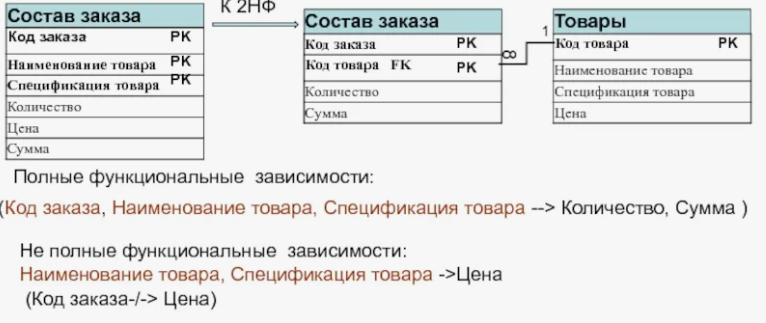 К 2НФ
Состав заказа
Код заказа PK
Наименование товара PK
Спецификация товара PK
Количество
Цена
Сумма
Состав заказа
Код заказа PK
Код товара FK PK
Количество
Сумма
∞ 1
Товары
Код товара PK
Наименование товара
Спецификация товара
Цена
Полные функциональные зависимости:
(Код заказа, Наименование товара, Спецификация товара --> Количество, Сумма )
Не полные функциональные зависимости:
Наименование товара, Спецификация товара ->Цена
(Код заказа-/-> Цена)